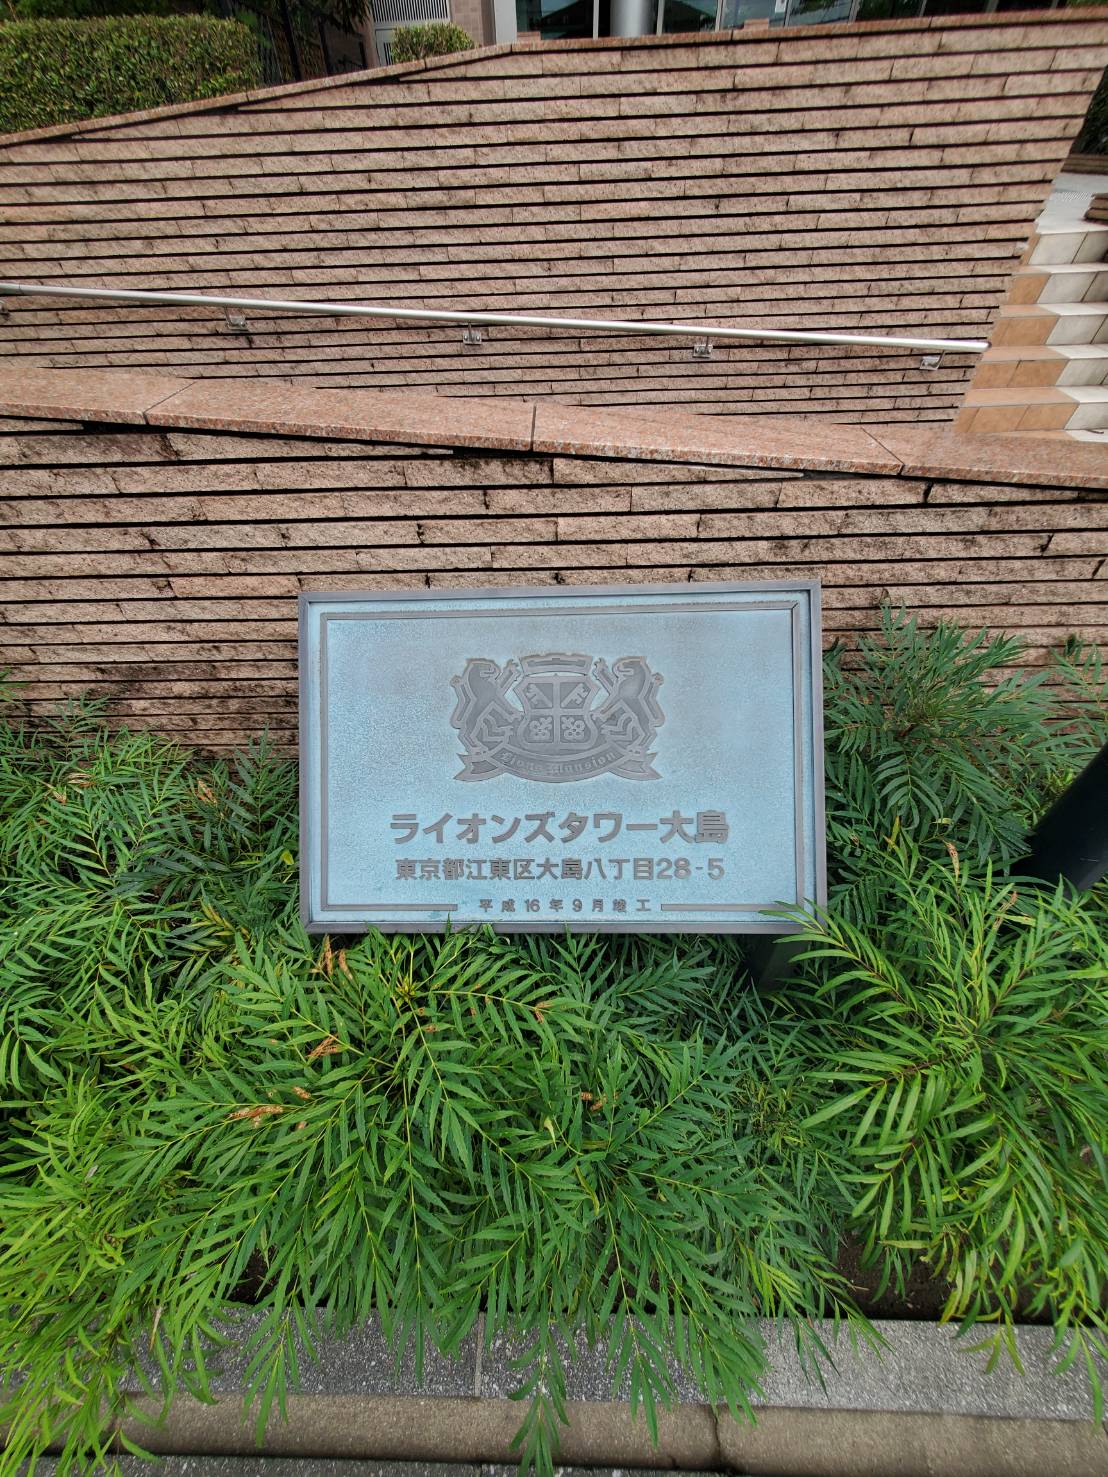 Lions Mansion
ライオンズタワー大島
東京都江東区大島八丁目28-5
平成16年9月竣工